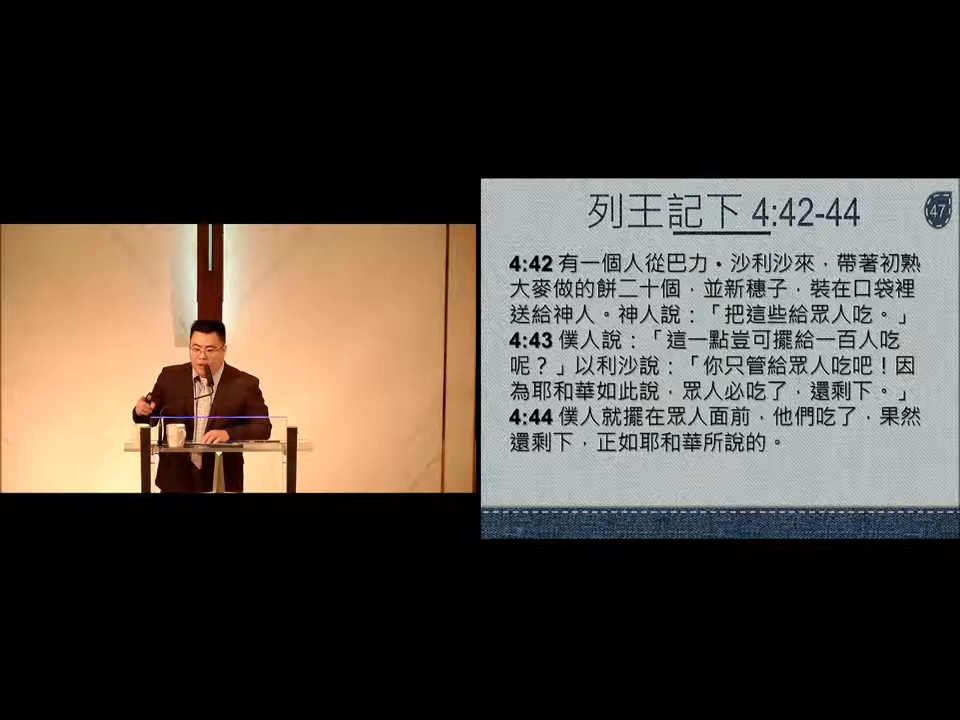 列王記下 4:42-44
47
4:42 有一個人從巴力•沙利沙來，帶著初熟
大麥做的餅二十個，並新穗子，裝在口袋裡
送給神人。神人說：「把這些給眾人吃。」
4:43 僕人說：「這一點豈可擺給一百人吃
呢？」以利沙說：「你只管給眾人吃吧！因
為耶和華如此說，眾人必吃了，還剩下。」
4:44 僕人就擺在眾人面前，他們吃了，果然
還剩下，正如耶和華所說的。